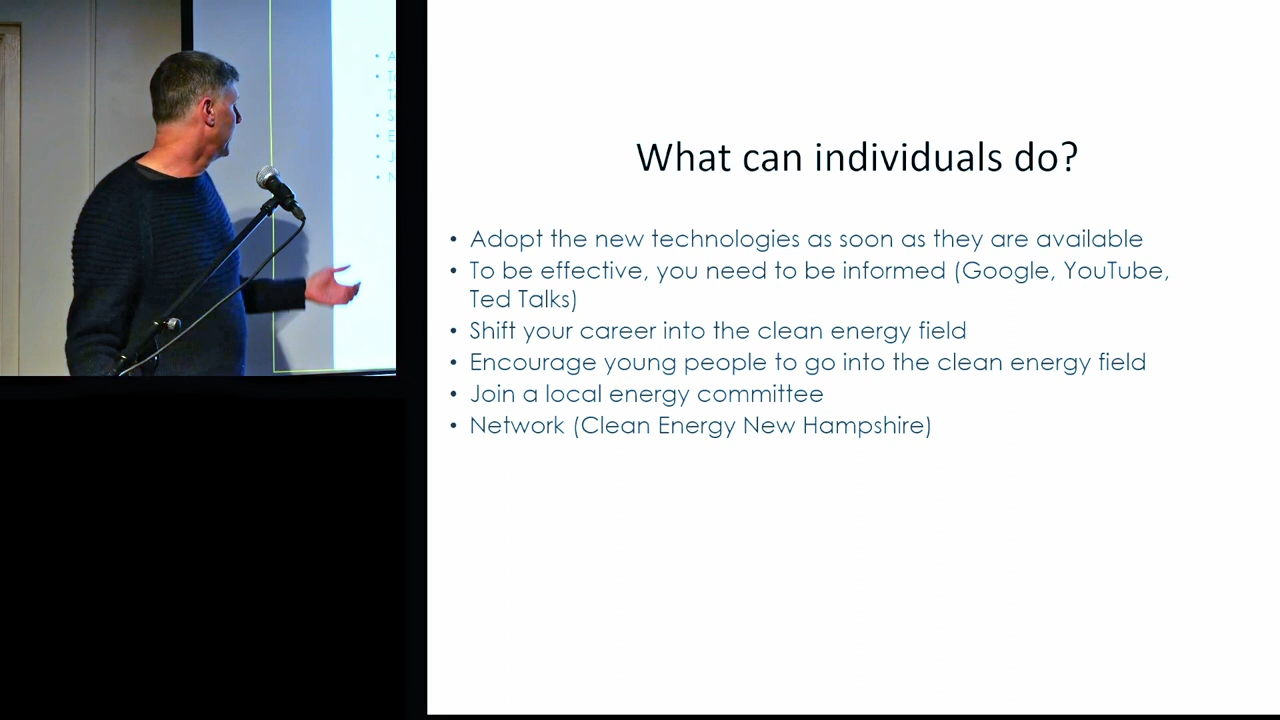 What can individuals do?
• Adopt the new technologies as soon as they are available
• To be effective, you need to be informed (Google, YouTube,
Ted Talks)
• Shift your career into the clean energy field
• Encourage young people to go into the clean energy field
• Join a local energy committee
• Network (Clean Energy New Hampshire)